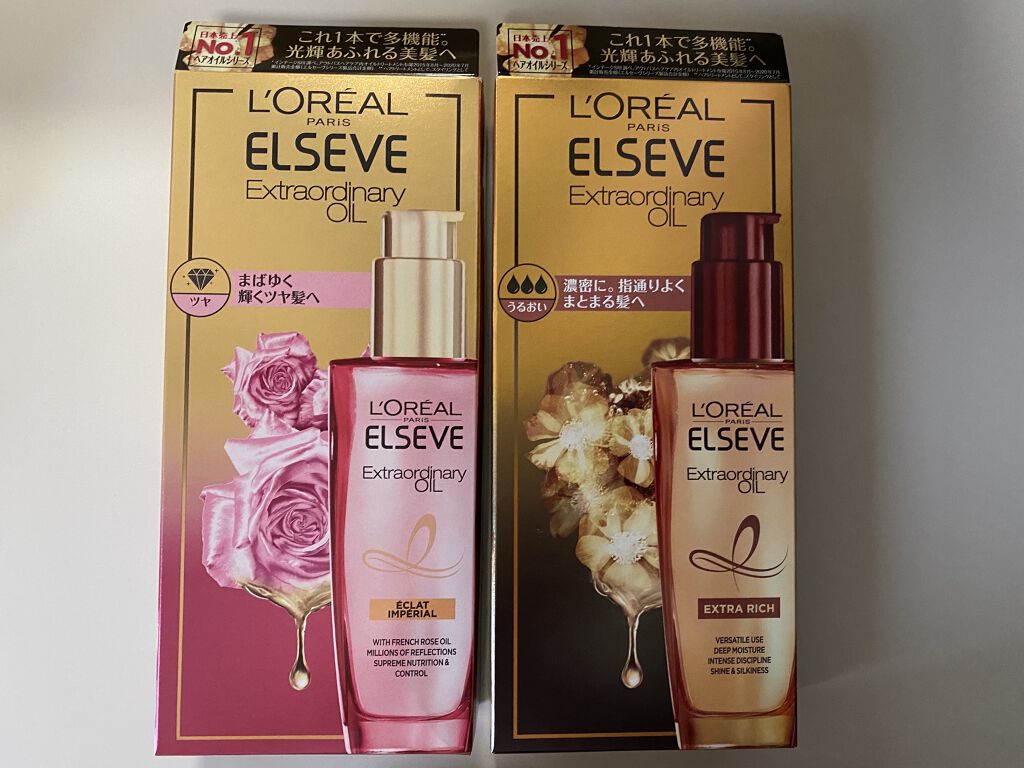 日本売上
No.1
ヘアオイルシリーズ
これ1本で多機能。
光輝あふれる美髪へ
L'ORÉAL
PARIS
ELSEVE
Extraordinary
OIL
ツヤ
まばゆく
輝くツヤ髪へ
L'ORÉAL
PARIS
ELSEVE
Extraordinary
OIL
ÉCLAT
IMPÉRIAL
WITH FRENCH ROSE OIL
MILLIONS OF REFLECTIONS
SUPREME NUTRITION &
CONTROL
日本売上
No.1
ヘアオイルシリーズ
これ1本で多機能。
光輝あふれる美髪へ
L'ORÉAL
PARIS
ELSEVE
Extraordinary
OIL
うるおい
濃密に。指通りよく
まとまる髪へ
L'ORÉAL
PARIS
ELSEVE
Extraordinary
OIL
EXTRA RICH
VERSATILE USE
DEEP MOISTURE
INTENSE DISCIPLINE
SHINE & SILKINESS